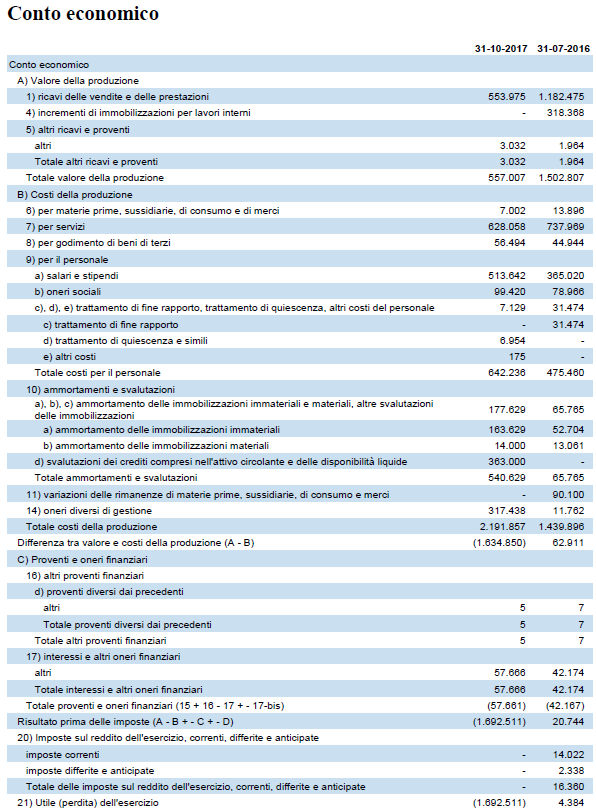 Conto economico
31-10-2017 31-07-2016
Conto economico
A) Valore della produzione
1) ricavi delle vendite e delle prestazioni 553.975 1.182.475
4) incrementi di immobilizzazioni per lavori interni - 318.368
5) altri ricavi e proventi
altri 3.032 1.964
Totale altri ricavi e proventi 3.032 1.964
Totale valore della produzione 557.007 1.502.807
B) Costi della produzione
6) per materie prime, sussidiarie, di consumo e di merci 7.002 13.896
7) per servizi 628.058 737.969
8) per godimento di beni di terzi 56.494 44.944
9) per il personale
a) salari e stipendi 513.642 365.020
b) oneri sociali 99.420 78.966
c), d), e) trattamento di fine rapporto, trattamento di quiescenza, altri costi del personale 7.129 31.474
c) trattamento di fine rapporto - 31.474
d) trattamento di quiescenza e simili 6.954 -
e) altri costi 175 -
Totale costi per il personale 642.236 475.460
10) ammortamenti e svalutazioni
a), b), c) ammortamento delle immobilizzazioni immateriali e materiali, altre svalutazioni
delle immobilizzazioni 177.629 65.765
a) ammortamento delle immobilizzazioni immateriali 163.629 52.704
b) ammortamento delle immobilizzazioni materiali 14.000 13.061
d) svalutazioni dei crediti compresi nell'attivo circolante e delle disponibilità liquide 363.000 -
Totale ammortamenti e svalutazioni 540.629 65.765
11) variazioni delle rimanenze di materie prime, sussidiarie, di consumo e merci - 90.100
14) oneri diversi di gestione 317.438 11.762
Totale costi della produzione 2.191.857 1.439.896
Differenza tra valore e costi della produzione (A - B) (1.634.850) 62.911
C) Proventi e oneri finanziari
16) altri proventi finanziari
d) proventi diversi dai precedenti
altri 5 7
Totale proventi diversi dai precedenti 5 7
Totale altri proventi finanziari 5 7
17) interessi e altri oneri finanziari
altri 57.666 42.174
Totale interessi e altri oneri finanziari 57.666 42.174
Totale proventi e oneri finanziari (15 + 16 - 17 + - 17-bis) (57.661) (42.167)
Risultato prima delle imposte (A - B + - C + - D) (1.692.511) 20.744
20) Imposte sul reddito dell'esercizio, correnti, differite e anticipate
imposte correnti - 14.022
imposte differite e anticipate - 2.338
Totale delle imposte sul reddito dell'esercizio, correnti, differite e anticipate - 16.360
21) Utile (perdita) dell'esercizio (1.692.511) 4.384